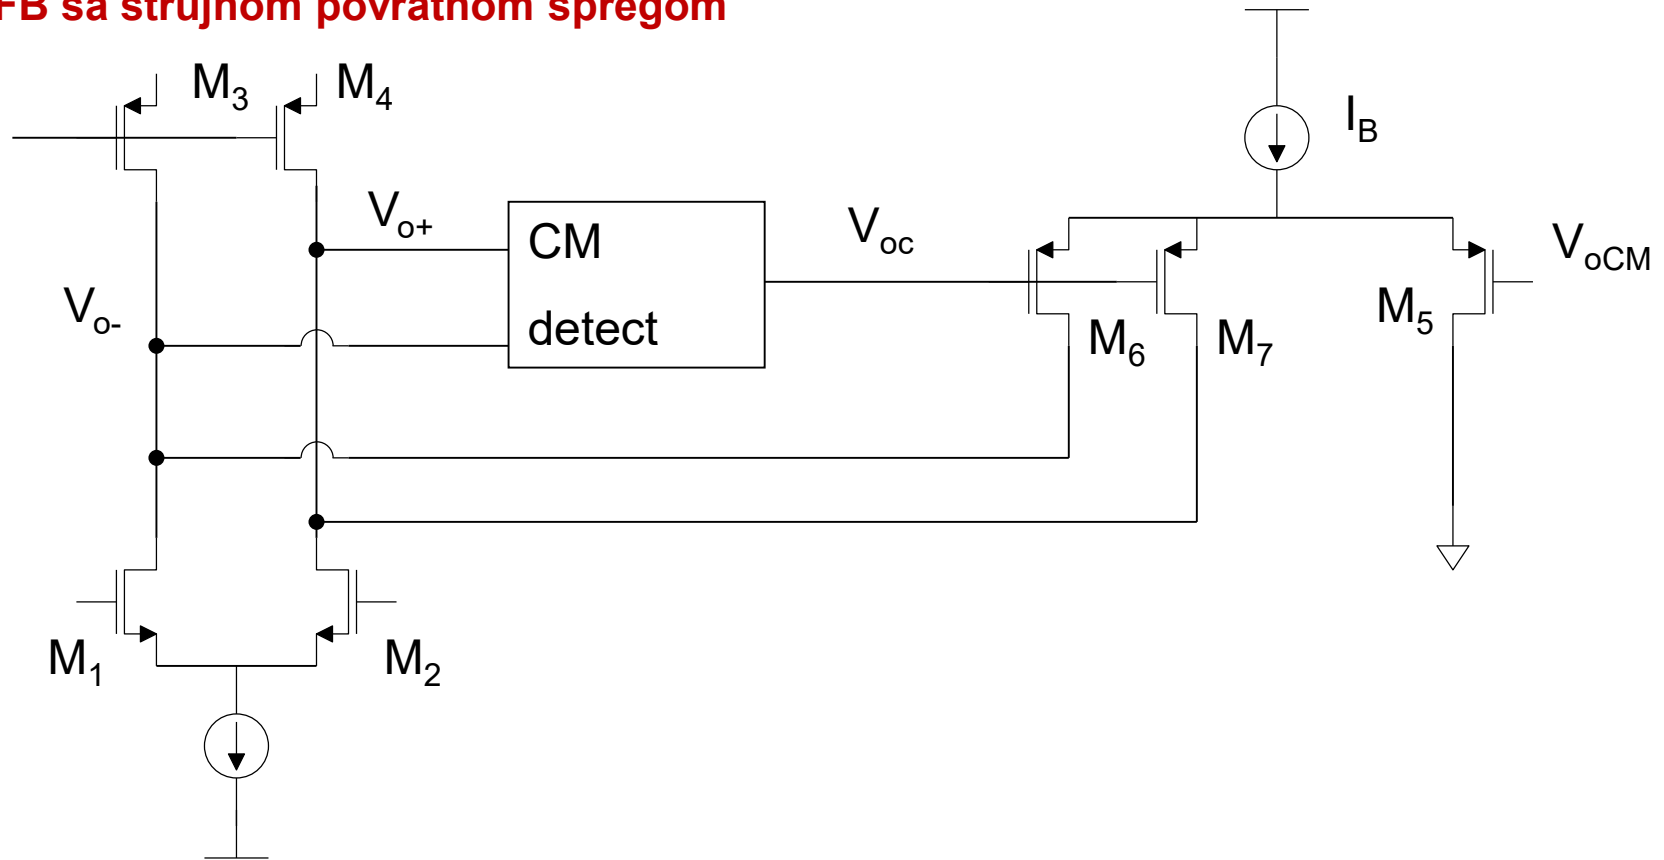 FB sa strujnom povratnom spregom
M3
M4
IB
Vo+
CM
detect
Voc
VoCM
Vo-
M5
M6
M7
M1
M2